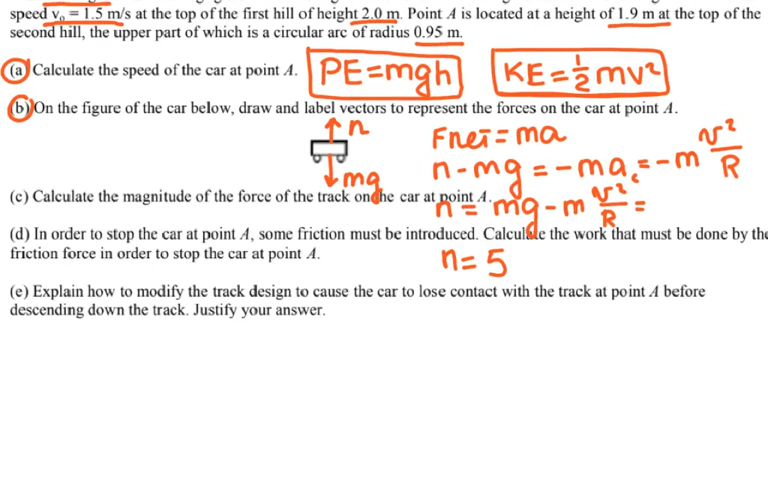 speed v₀ = 1.5 m/s at the top of the first hill of height 2.0 m. Point A is located at a height of 1.9 m at the top of the
second hill, the upper part of which is a circular arc of radius 0.95 m.
(a) Calculate the speed of the car at point A. PE=mgh KE=½mv²
(b) On the figure of the car below, draw and label vectors to represent the forces on the car at point A.
n
Fnet=ma
mg
n-mg=-mac=-m v²/R
(c) Calculate the magnitude of the force of the track on the car at point A.
n=mg-m v²/R=
(d) In order to stop the car at point A, some friction must be introduced. Calculate the work that must be done by the
friction force in order to stop the car at point A.
n=5
(e) Explain how to modify the track design to cause the car to lose contact with the track at point A before
descending down the track. Justify your answer.